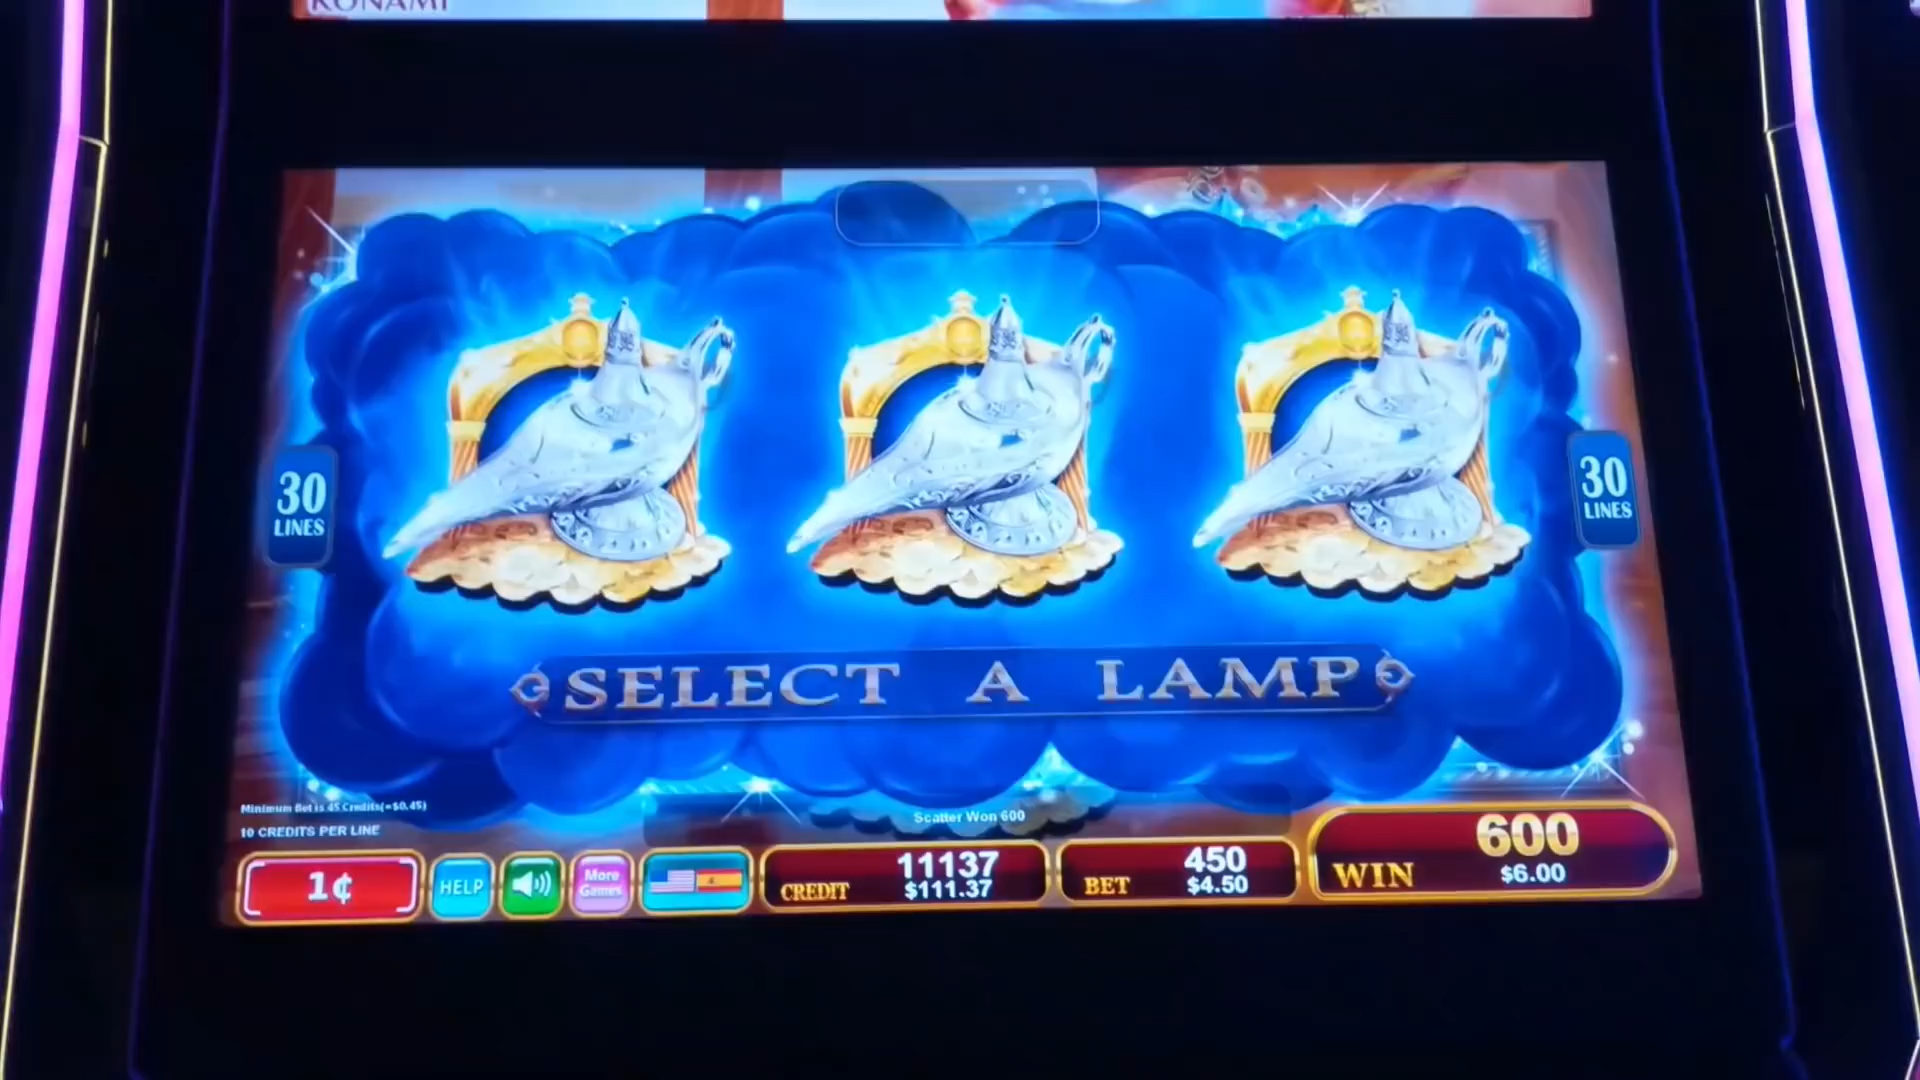 KONAMI
30
LINES
30
LINES
SELECT A LAMP
Minimum Bet is 45 Credits(=$0.45)
10 CREDITS PER LINE
Scatter Won 600
1¢
HELP
More
Games
CREDIT
11137
$111.37
BET
450
$4.50
WIN
600
$6.00